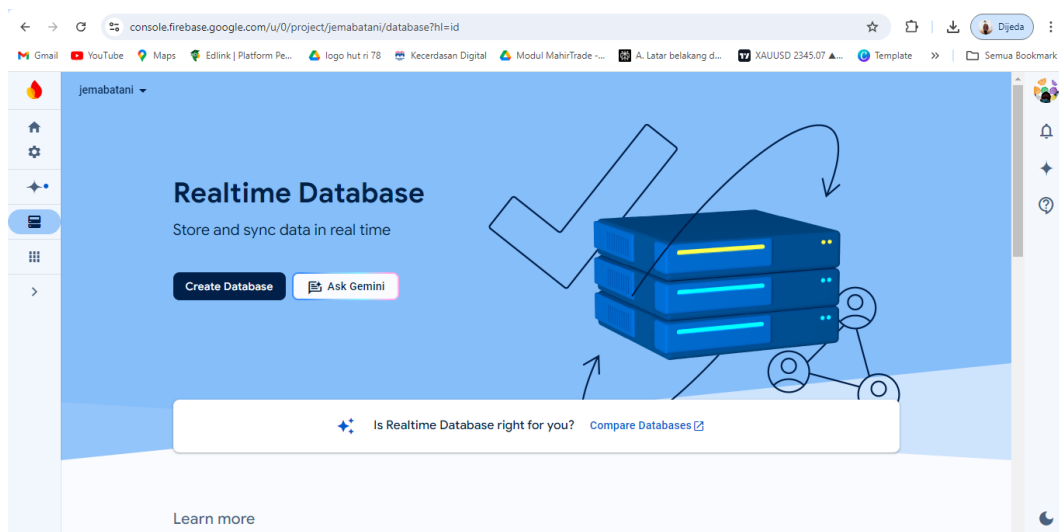 console.firebase.google.com/u/0/project/jemabatani/database?hl=id
Dijeda
Gmail YouTube Maps Edlink | Platform Pe... logo hut ri 78 Kecerdasan Digital Modul MahirTrade -... A. Latar belakang d... XAUUSD 2345.07 ▲... Template » Semua Bookmark
jemabatani
Realtime Database
Store and sync data in real time
Create Database Ask Gemini
Is Realtime Database right for you? Compare Databases
Learn more